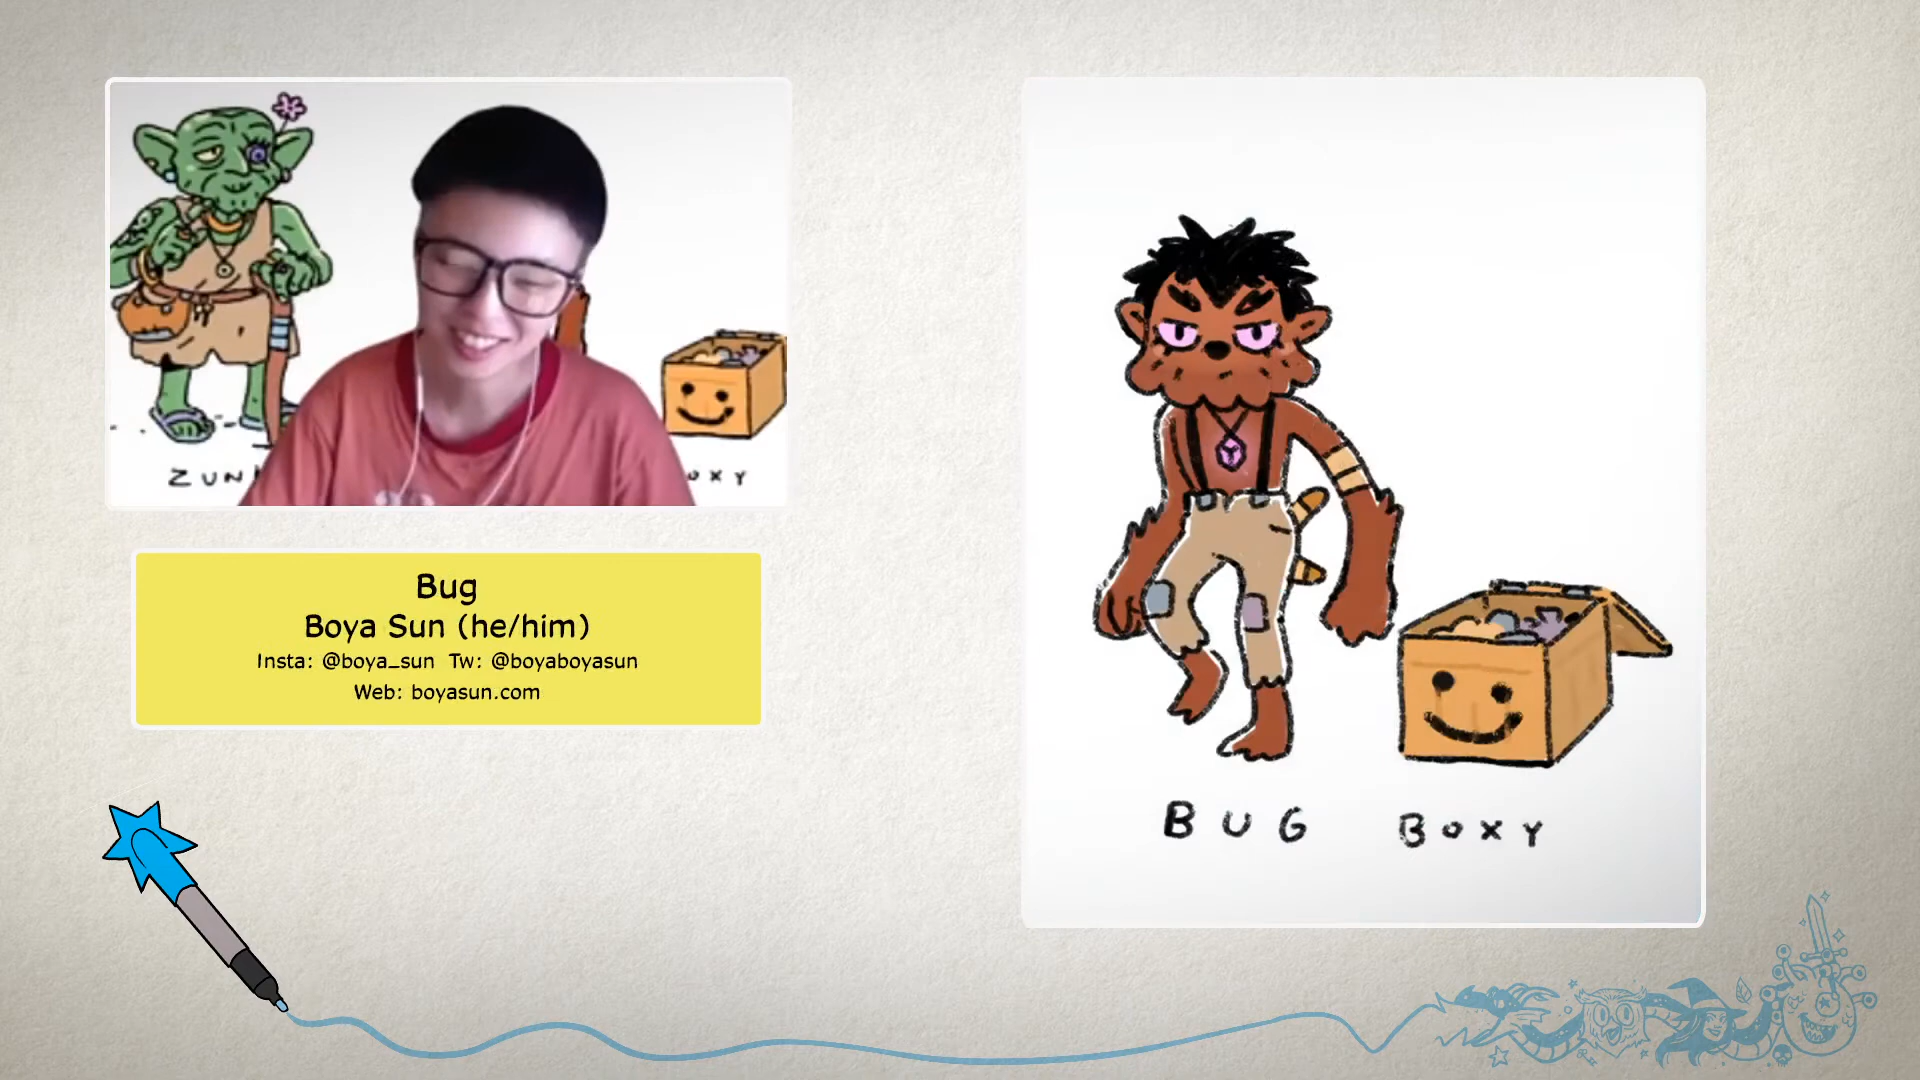 ZUN
OXY
Bug
Boya Sun (he/him)
Insta: @boya_sun Tw: @boyaboyasun
Web: boyasun.com
BUG BOXY